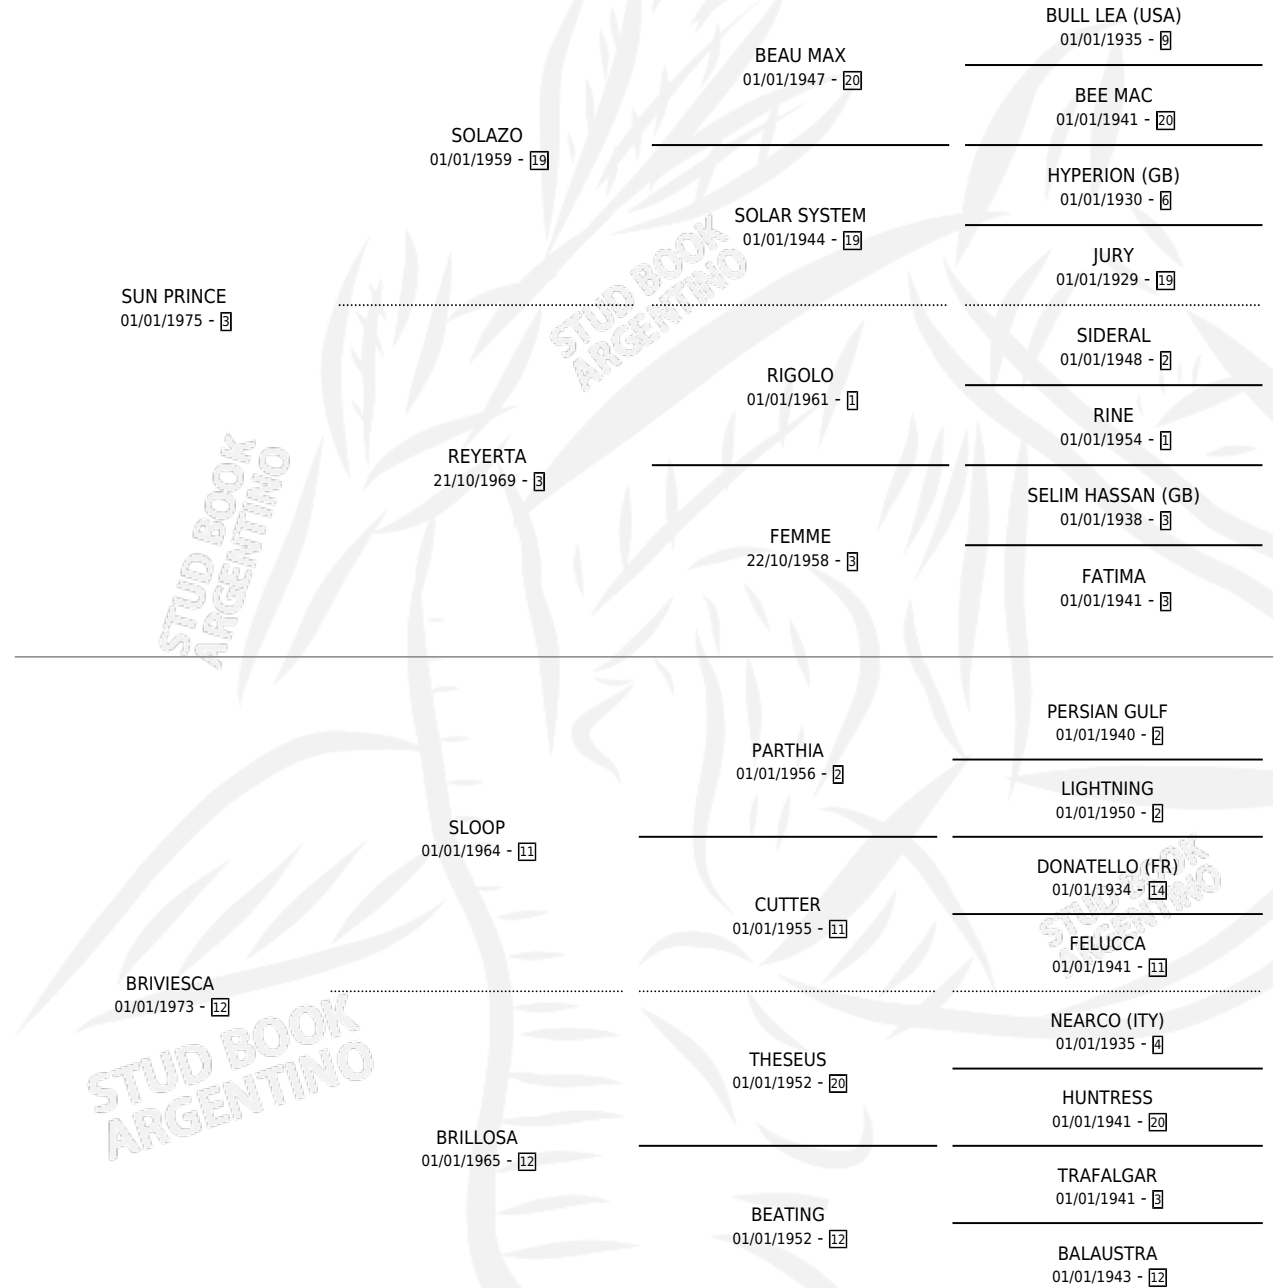 BULL LEA (USA)
01/01/1935 - 9
BEAU MAX
01/01/1947 - 20
BEE MAC
01/01/1941 - 20
SOLAZO
01/01/1959 - 19
HYPERION (GB)
01/01/1930 - 6
SOLAR SYSTEM
01/01/1944 - 19
JURY
01/01/1929 - 19
SUN PRINCE
01/01/1975 - 3
SIDERAL
01/01/1948 - 2
RIGOLO
01/01/1961 - 1
RINE
01/01/1954 - 1
REYERTA
21/10/1969 - 3
SELIM HASSAN (GB)
01/01/1938 - 3
FEMME
22/10/1958 - 3
FATIMA
01/01/1941 - 3
STUD BOOK
ARGENTINO
STUD BOOK
ARGENTINO
PERSIAN GULF
01/01/1940 - 2
PARTHIA
01/01/1956 - 2
LIGHTNING
01/01/1950 - 2
SLOOP
01/01/1964 - 11
DONATELLO (FR)
01/01/1934 - 14
CUTTER
01/01/1955 - 11
FELUCCA
01/01/1941 - 11
STUD BOOK
ARGENTINO
BRIVIESCA
01/01/1973 - 12
NEARCO (ITY)
01/01/1935 - 4
THESEUS
01/01/1952 - 20
HUNTRESS
01/01/1941 - 20
STUD BOOK
ARGENTINO
BRILLOSA
01/01/1965 - 12
TRAFALGAR
01/01/1941 - 3
BEATING
01/01/1952 - 12
BALAUSTRA
01/01/1943 - 12